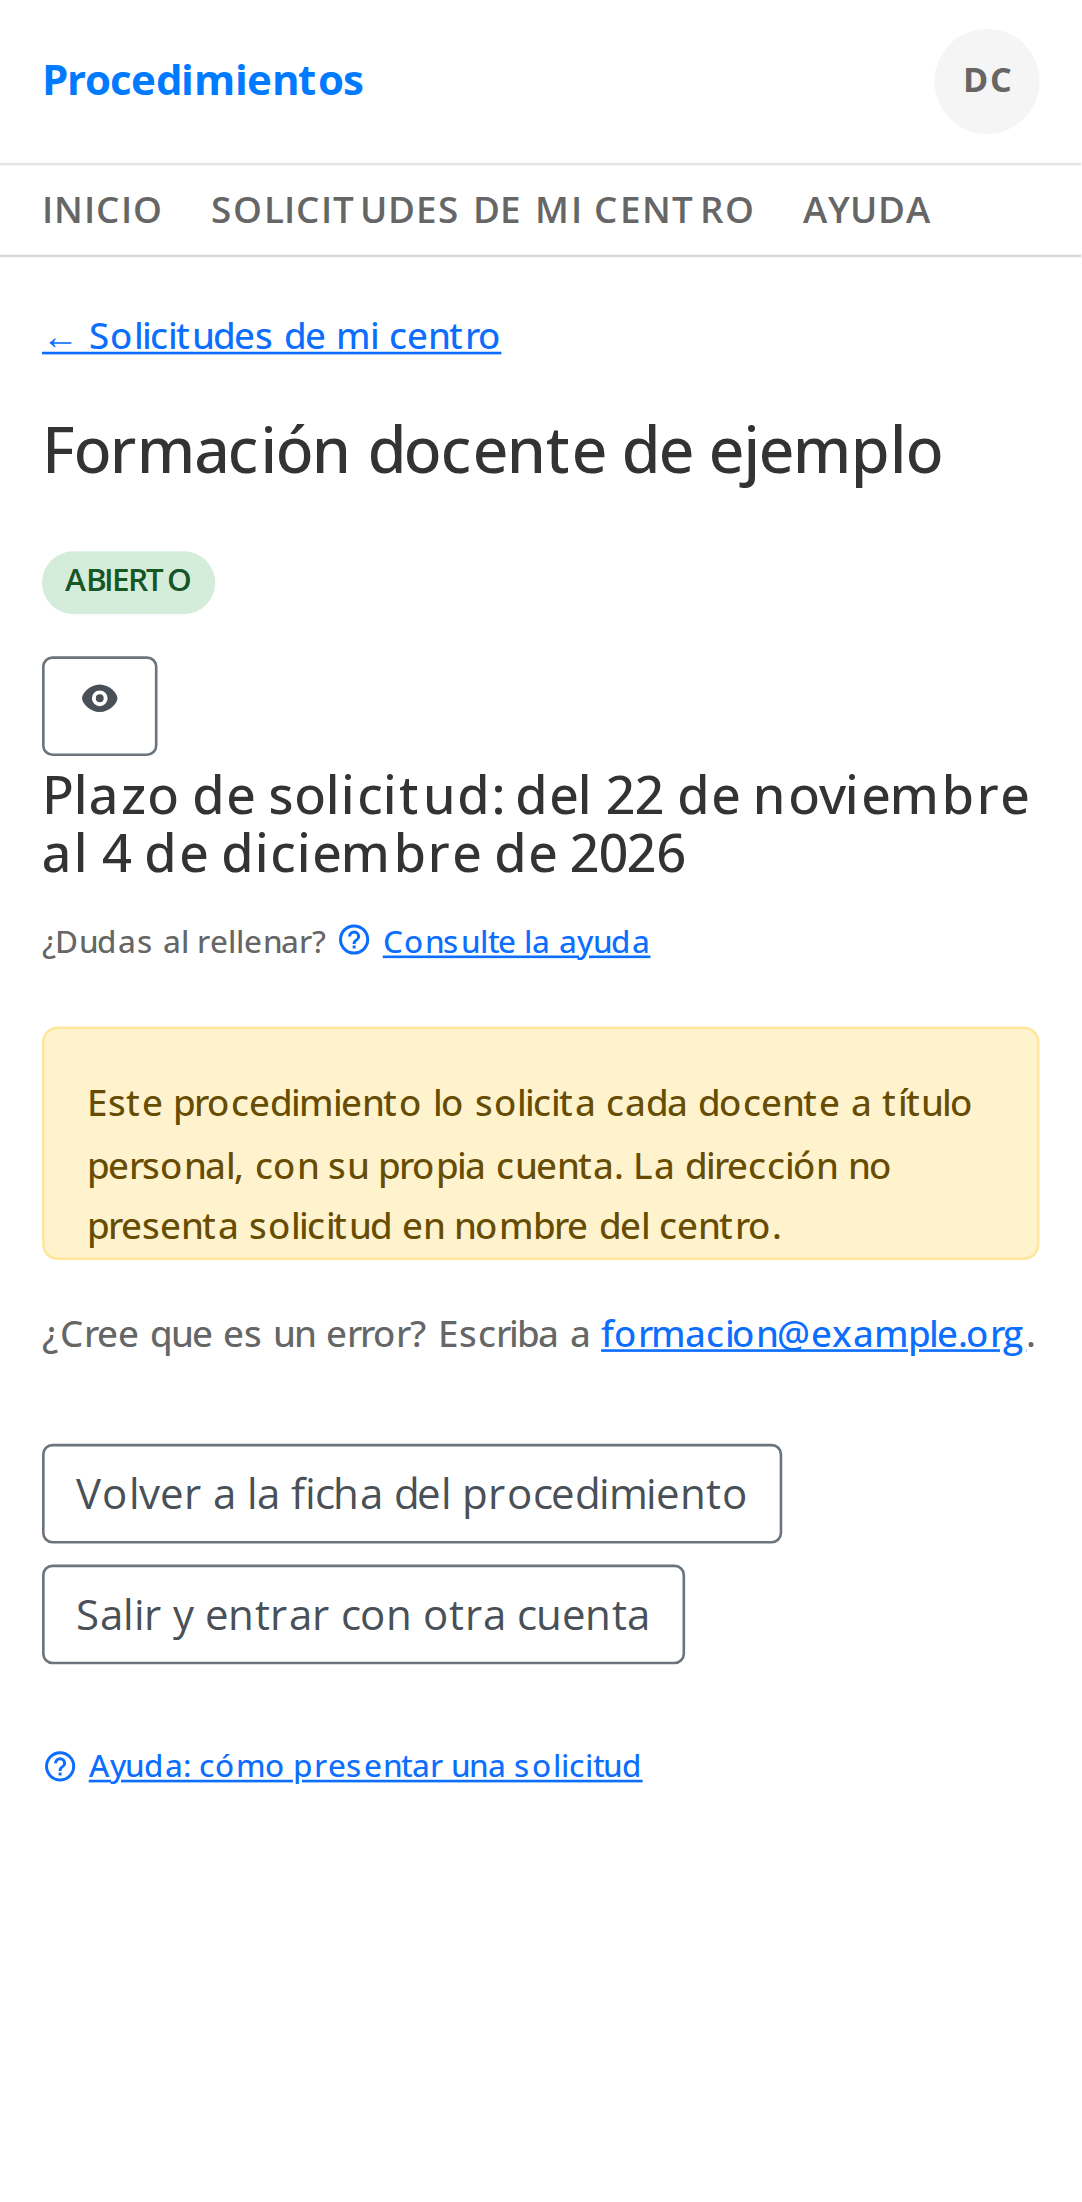 Procedimientos
DC
INICIO SOLICITUDES DE MI CENTRO AYUDA
← Solicitudes de mi centro
Formación docente de ejemplo
ABIERTO
Plazo de solicitud: del 22 de noviembre
al 4 de diciembre de 2026
¿Dudas al rellenar? Consulte la ayuda
Este procedimiento lo solicita cada docente a título
personal, con su propia cuenta. La dirección no
presenta solicitud en nombre del centro.
¿Cree que es un error? Escriba a formacion@example.org.
Volver a la ficha del procedimiento
Salir y entrar con otra cuenta
Ayuda: cómo presentar una solicitud